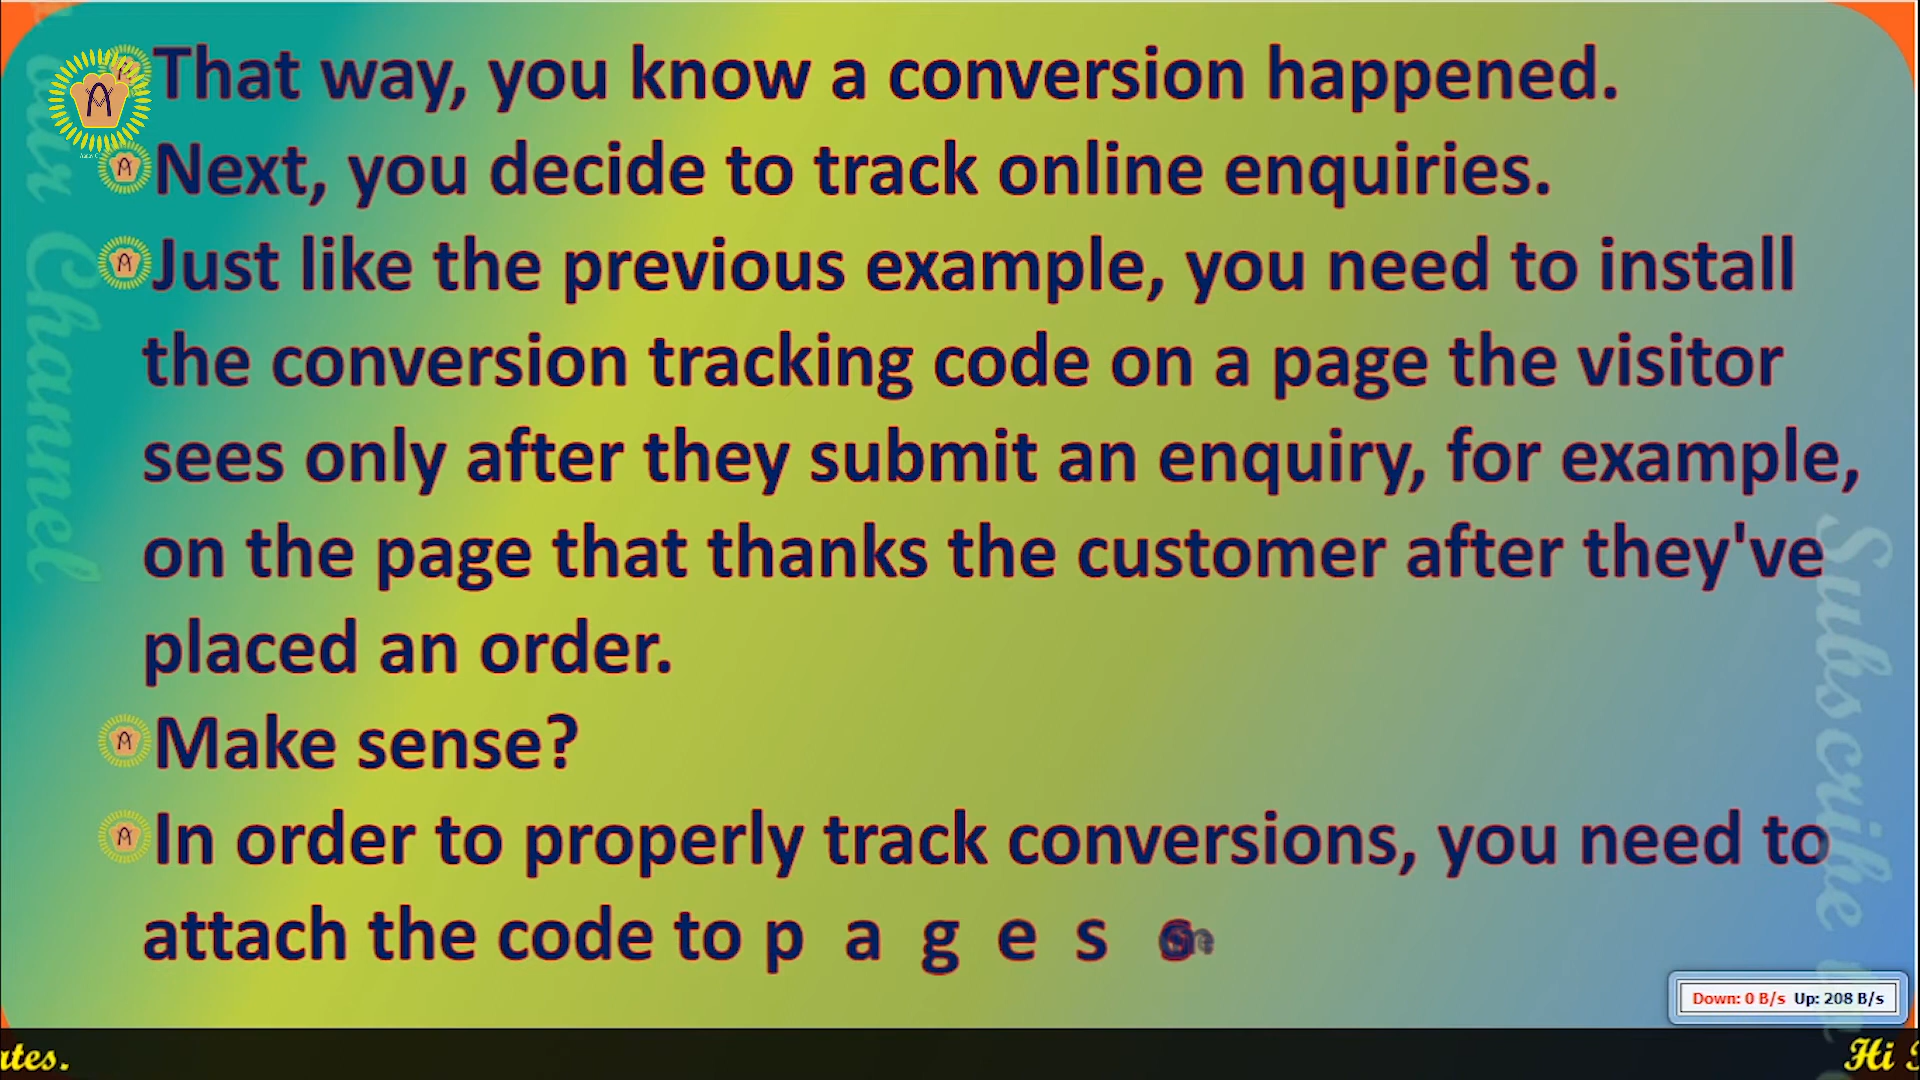 That way, you know a conversion happened.
Next, you decide to track online enquiries.
Just like the previous example, you need to install
the conversion tracking code on a page the visitor
sees only after they submit an enquiry, for example,
on the page that thanks the customer after they've
placed an order.
Make sense?
In order to properly track conversions, you need to
attach the code to p a g e s
Channel
Subscribe
Down: 0 B/s Up: 208 B/s
Hi